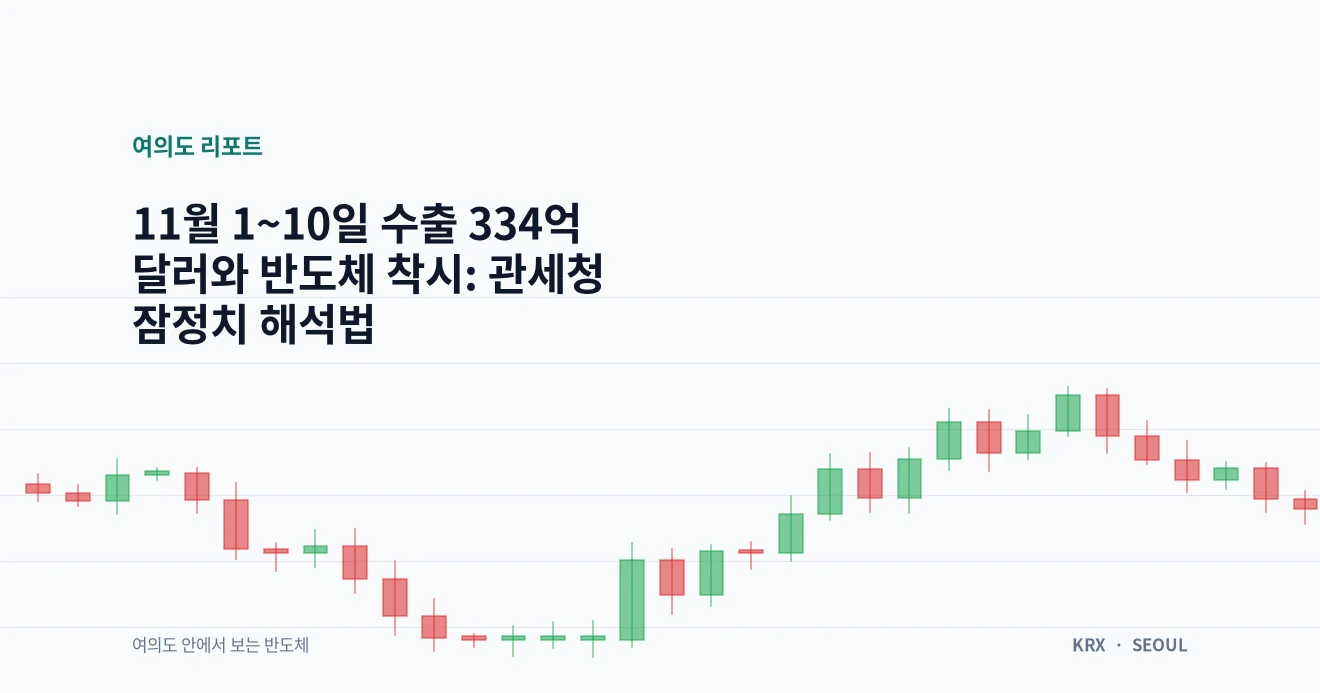 여의도 리포트
11월 1~10일 수출 334억
달러와 반도체 착시: 관세청
잠정치 해석법
여의도 안에서 보는 반도체
KRX · SEOUL